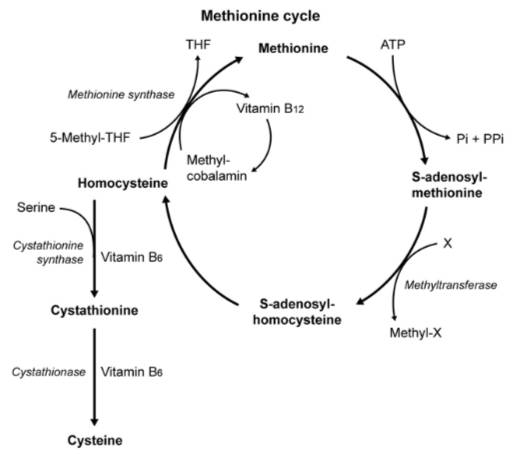 Methionine cycle
THF
Methionine
ATP
Methionine synthase
Vitamin B12
5-Methyl-THF
Pi + PPi
Methyl-
cobalamin
Homocysteine
S-adenosyl-
methionine
Serine
X
Cystathionine
synthase
Vitamin B6
Methyltransferase
Cystathionine
S-adenosyl-
homocysteine
Methyl-X
Cystathionase
Vitamin B6
Cysteine